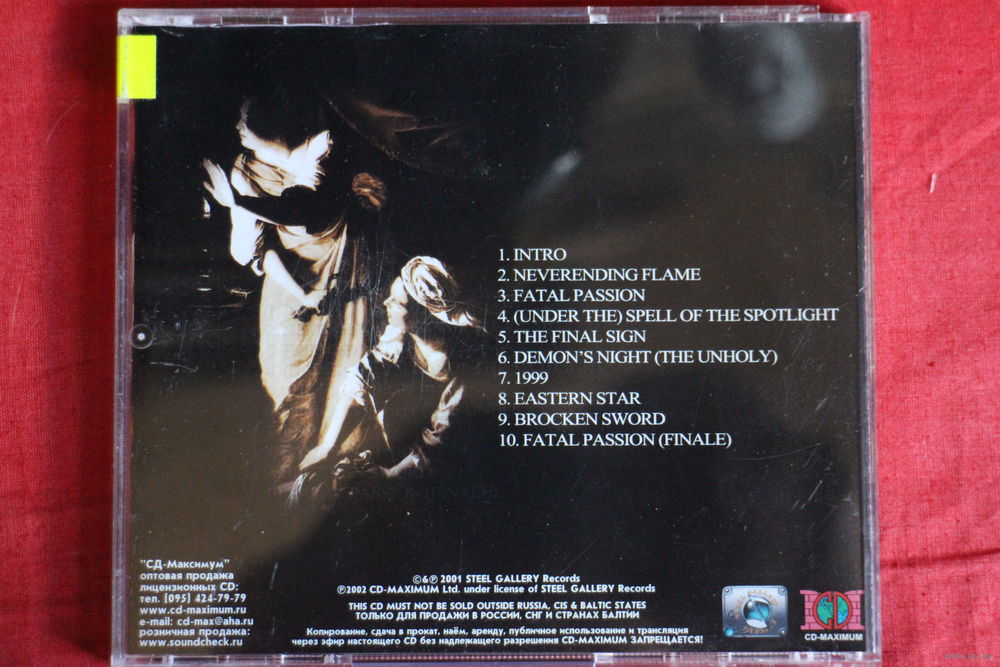 1. INTRO
2. NEVERENDING FLAME
3. FATAL PASSION
4. (UNDER THE) SPELL OF THE SPOTLIGHT
5. THE FINAL SIGN
6. DEMON'S NIGHT (THE UNHOLY)
7. 1999
8. EASTERN STAR
9. BROCKEN SWORD
10. FATAL PASSION (FINALE)
"СД-Максимум"
оптовая продажа
лицензионных CD:
тел. (095) 424-79-79
www.cd-maximum.ru
e-mail: cd-max@aha.ru
розничная продажа:
www.soundcheck.ru
©&℗ 2001 STEEL GALLERY Records
℗2002 CD-MAXIMUM Ltd. under license of STEEL GALLERY Records
THIS CD MUST NOT BE SOLD OUTSIDE RUSSIA, CIS & BALTIC STATES
ТОЛЬКО ДЛЯ ПРОДАЖИ В РОССИИ, СНГ И СТРАНАХ БАЛТИИ
Копирование, сдача в прокат, наём, аренду, публичное использование и трансляция
через эфир настоящего CD без надлежащего разрешения CD-MAXIMUM ЗАПРЕЩАЕТСЯ!
CD
CD-MAXIMUM